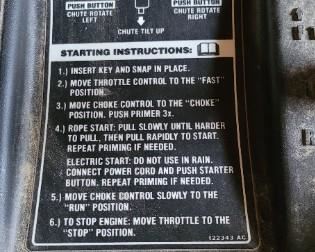 PUSH BUTTON
CHUTE ROTATE
LEFT
PUSH BUTTON
CHUTE ROTATE
RIGHT
CHUTE TILT UP
STARTING INSTRUCTIONS:
1.) INSERT KEY AND SNAP IN PLACE.
2.) MOVE THROTTLE CONTROL TO THE "FAST"
POSITION.
3.) MOVE CHOKE CONTROL TO THE "CHOKE"
POSITION. PUSH PRIMER 3x.
4.) ROPE START: PULL SLOWLY UNTIL HARDER
TO PULL, THEN PULL RAPIDLY TO START.
REPEAT PRIMING IF NEEDED.
ELECTRIC START: DO NOT USE IN RAIN.
CONNECT POWER CORD AND PUSH STARTER
BUTTON. REPEAT PRIMING IF NEEDED.
5.) MOVE CHOKE CONTROL SLOWLY TO THE
"RUN" POSITION.
6.) TO STOP ENGINE: MOVE THROTTLE TO THE
"STOP" POSITION.
122343 AC